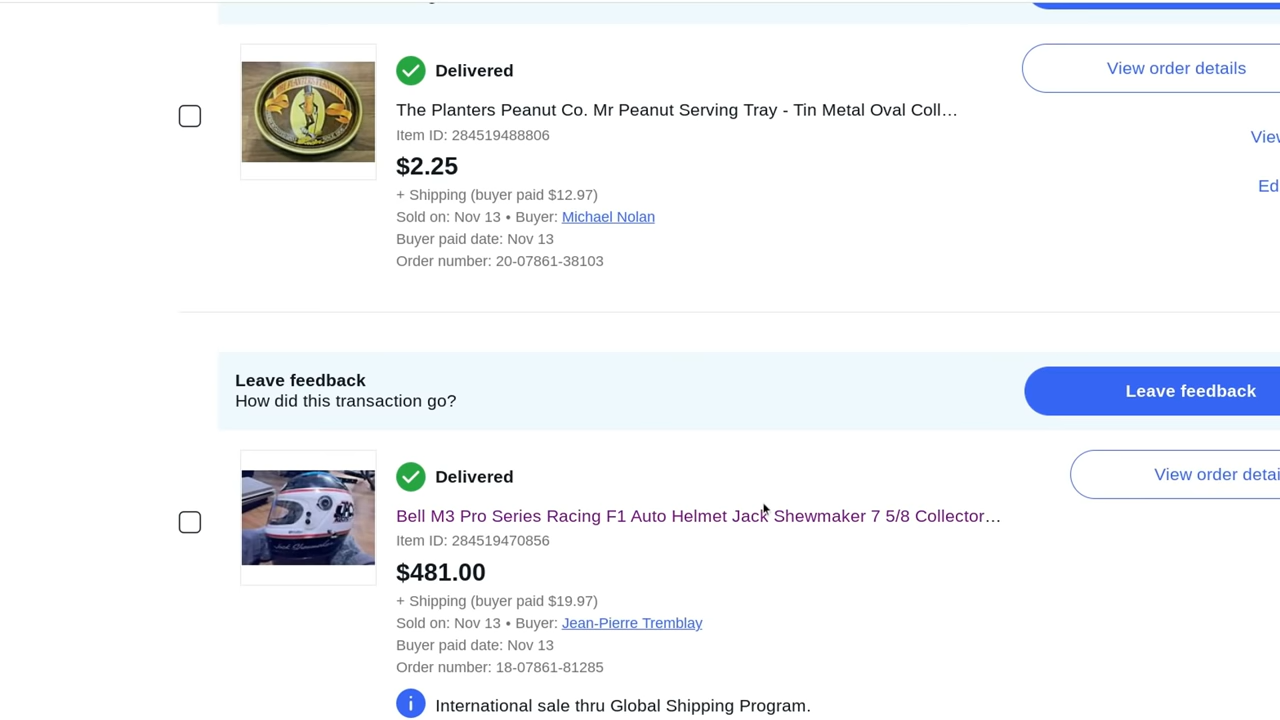 Delivered
View order details
The Planters Peanut Co. Mr Peanut Serving Tray - Tin Metal Oval Coll…
Item ID: 284519488806
View
$2.25
Ed
+ Shipping (buyer paid $12.97)
Sold on: Nov 13 • Buyer: Michael Nolan
Buyer paid date: Nov 13
Order number: 20-07861-38103
Leave feedback
How did this transaction go?
Leave feedback
Delivered
View order detai
Bell M3 Pro Series Racing F1 Auto Helmet Jack Shewmaker 7 5/8 Collector…
Item ID: 284519470856
$481.00
+ Shipping (buyer paid $19.97)
Sold on: Nov 13 • Buyer: Jean-Pierre Tremblay
Buyer paid date: Nov 13
Order number: 18-07861-81285
International sale thru Global Shipping Program.